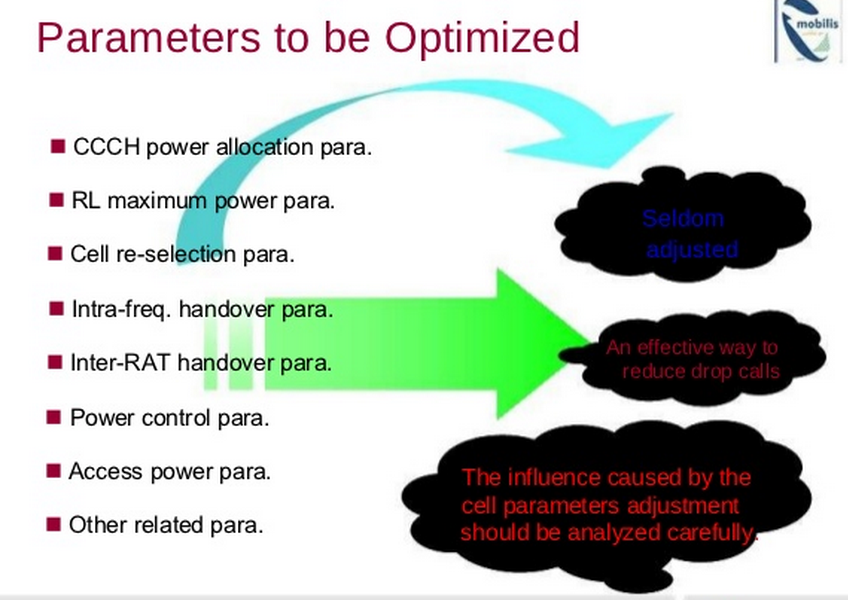 Parameters to be Optimized
mobilis
CCCH power allocation para.
RL maximum power para.
Cell re-selection para.
Intra-freq. handover para.
Inter-RAT handover para.
Power control para.
Access power para.
Other related para.
Seldom
adjusted
An effective way to
reduce drop calls
The influence caused by the
cell parameters adjustment
should be analyzed carefully.